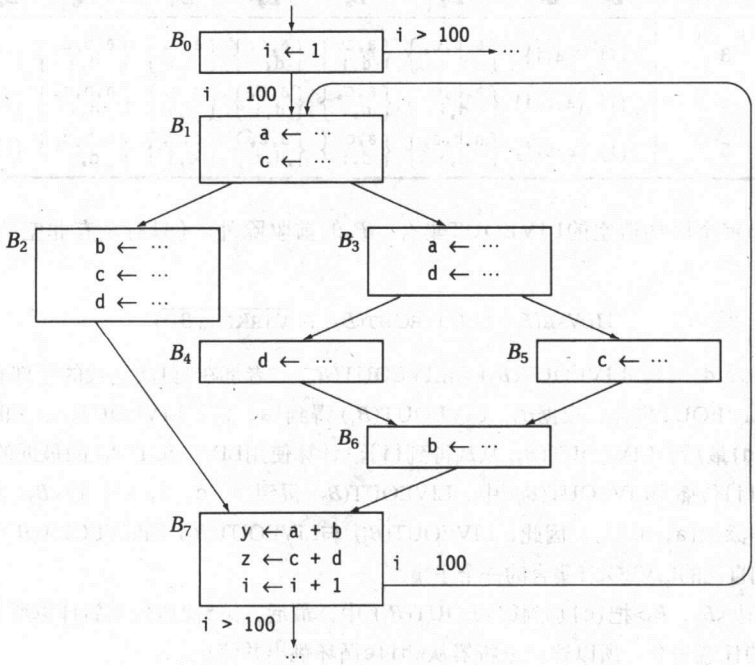 B0
i ← 1
i > 100
...
i 100
B1
a ← ...
c ← ...
B2
b ← ...
c ← ...
d ← ...
B3
a ← ...
d ← ...
B4
d ← ...
B5
c ← ...
B6
b ← ...
B7
y ← a + b
z ← c + d
i ← i + 1
i 100
i > 100
...